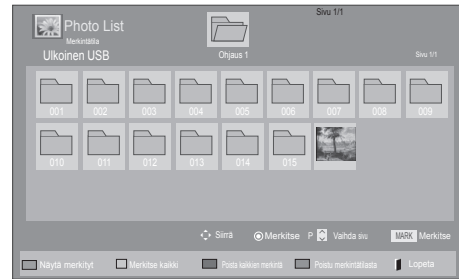 Sivu 1/1
Photo List
Merkintätila
Ulkoinen USB
Ohjaus 1
Sivu 1/1
001 002 003 004 005 006 007 008 009
010 011 012 013 014 015
Siirrä Merkitse P Vaihda sivu MARK Merkitse
Näytä merkityt Merkitse kaikki Poista kaikkien merkintä Poistu merkintätilasta Lopeta